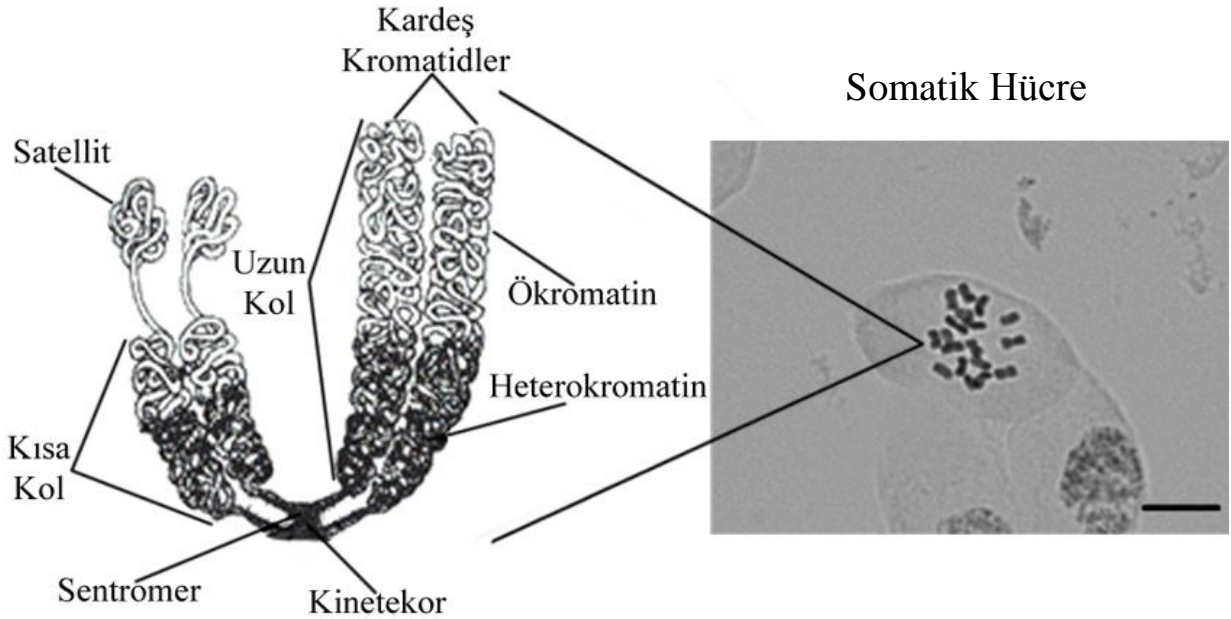 Kardeş
Kromatidler
Somatik Hücre
Satellit
Uzun
Kol
Ökromatin
Heterokromatin
Kısa
Kol
Sentromer
Kinetekor